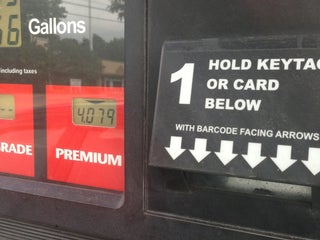 Gallons
including taxes
4.079
RADE
PREMIUM
1
HOLD KEYTAG
OR CARD
BELOW
WITH BARCODE FACING ARROWS